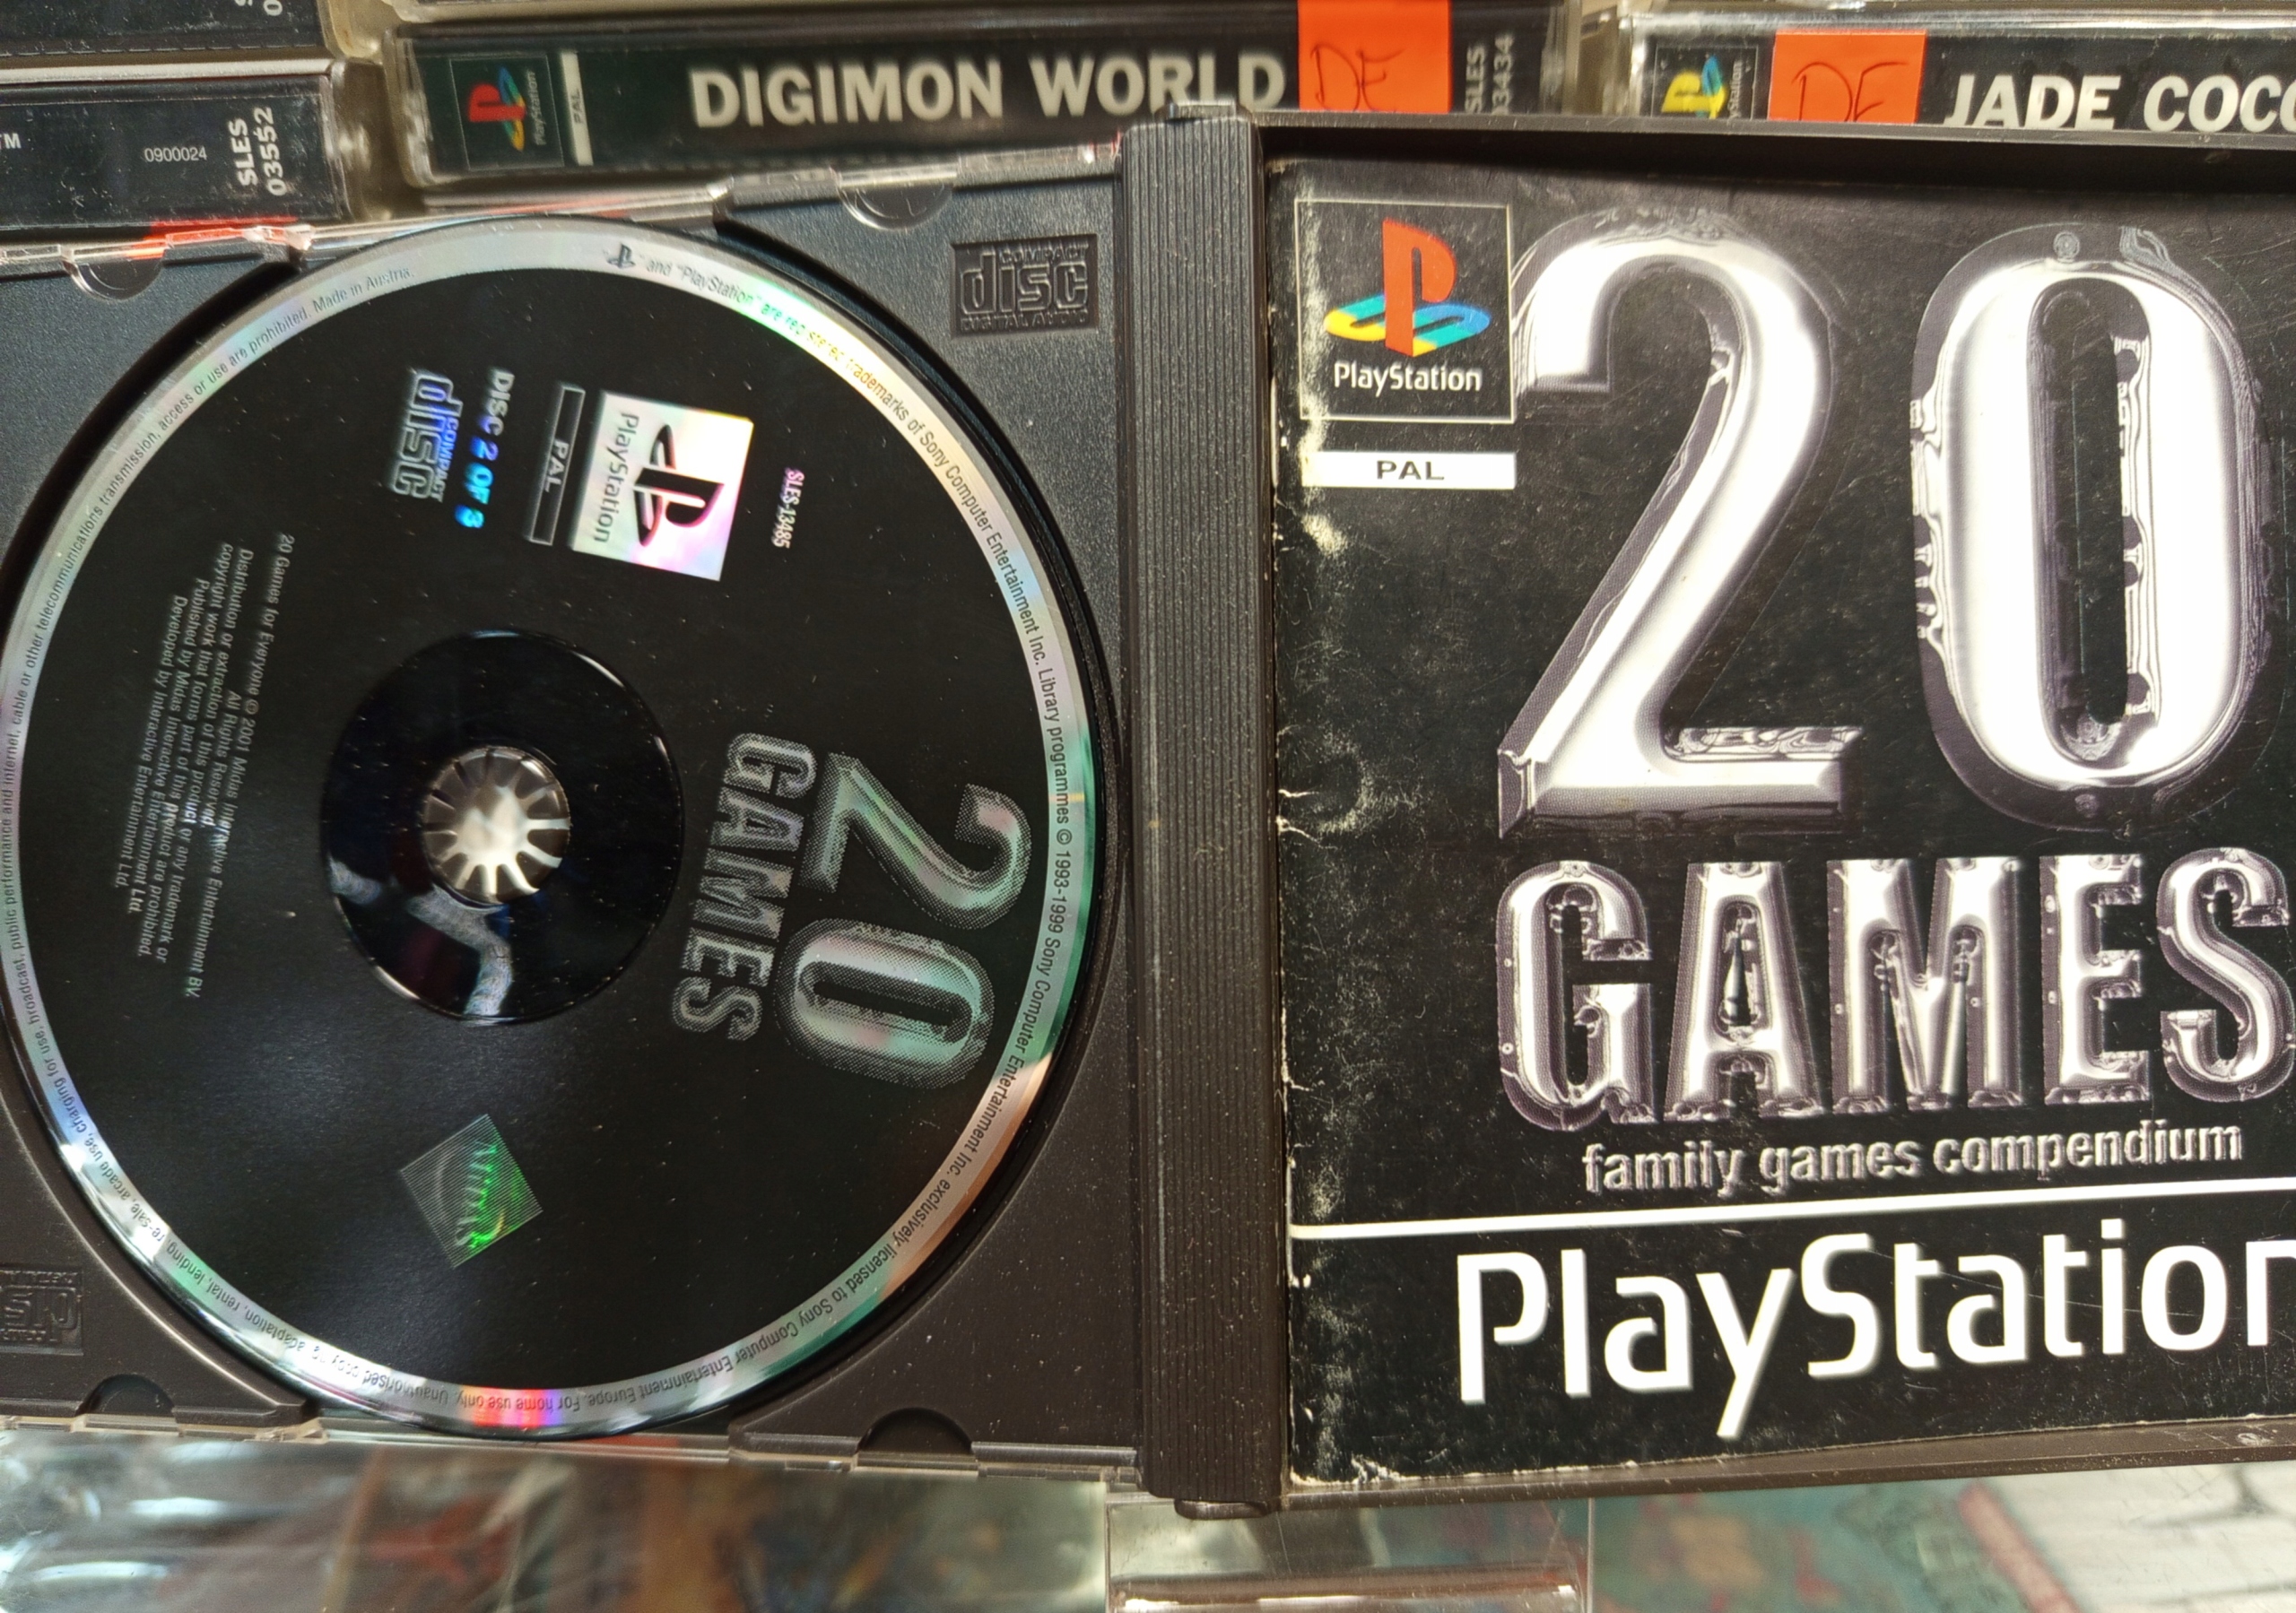 TM
0900024
SLES
03552
PlayStation
PAL
DIGIMON WORLD
DE
SLES
03434
DE
JADE COCO
COMPACT
disc
DIGITAL AUDIO
™ and "PlayStation" are registered trademarks of Sony Computer Entertainment Inc. Library programmes © 1993-1999 Sony Computer Entertainment Inc. exclusively licensed to Sony Computer Entertainment Europe. For home use only. Unauthorised copy adaptation, rental, lending, re-sale, arcade use, charging for use, broadcast, public performance and internet, cable or other telecommunications transmission, access or use are prohibited. Made in Austria.
SLES-13485
PlayStation
PAL
DISC 2 OF 3
COMPACT
disc
20
GAMES
20 Games for Everyone © 2001 Midas Interactive Entertainment BV.
All Rights Reserved
Distribution or extraction of this product or any trademark or
copyright work that forms part of this product are prohibited.
Published by Midas Interactive Entertainment Ltd.
Developed by Interactive Entertainment Ltd.
MIDAS
PlayStation
PAL
20
GAMES
family games compendium
PlayStation